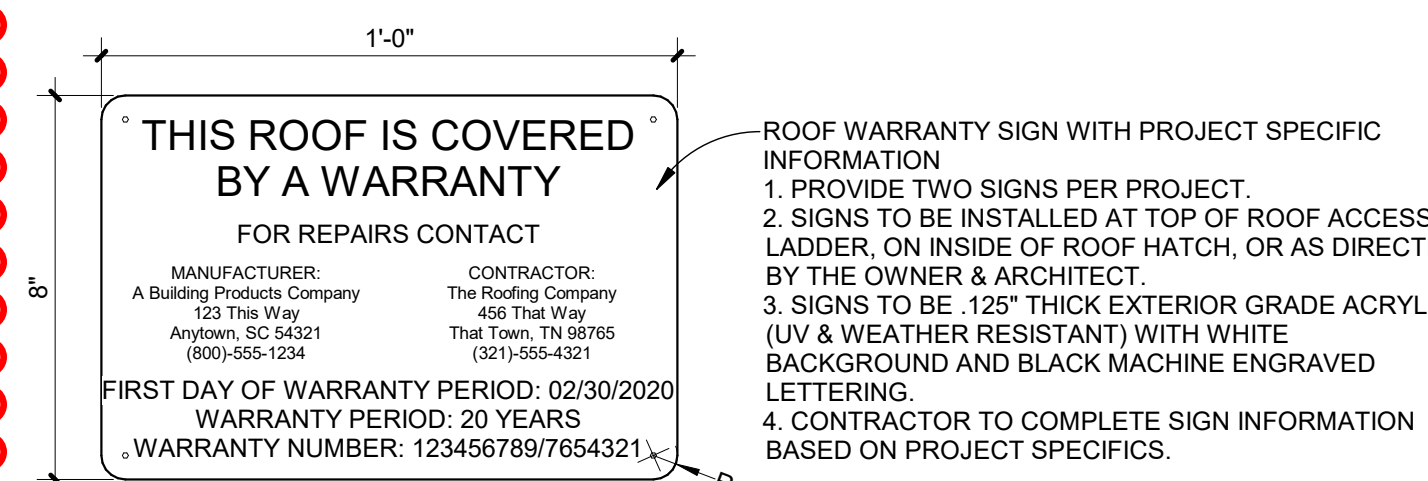 1'-0"
8"
THIS ROOF IS COVERED
BY A WARRANTY
FOR REPAIRS CONTACT
MANUFACTURER:
A Building Products Company
123 This Way
Anytown, SC 54321
(800)-555-1234
CONTRACTOR:
The Roofing Company
456 That Way
That Town, TN 98765
(321)-555-4321
FIRST DAY OF WARRANTY PERIOD: 02/30/2020
WARRANTY PERIOD: 20 YEARS
WARRANTY NUMBER: 123456789/7654321
ROOF WARRANTY SIGN WITH PROJECT SPECIFIC
INFORMATION
1. PROVIDE TWO SIGNS PER PROJECT.
2. SIGNS TO BE INSTALLED AT TOP OF ROOF ACCESS
LADDER, ON INSIDE OF ROOF HATCH, OR AS DIRECT
BY THE OWNER & ARCHITECT.
3. SIGNS TO BE .125" THICK EXTERIOR GRADE ACRYL
(UV & WEATHER RESISTANT) WITH WHITE
BACKGROUND AND BLACK MACHINE ENGRAVED
LETTERING.
4. CONTRACTOR TO COMPLETE SIGN INFORMATION
BASED ON PROJECT SPECIFICS.